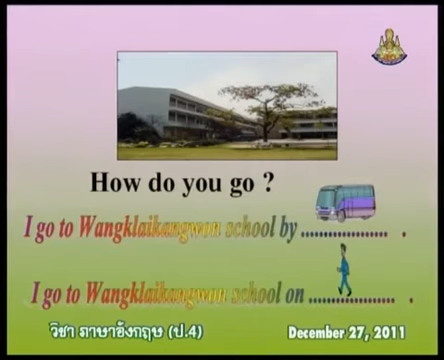 How do you go ?
I go to Wangklaikangwon school by .................. .
I go to Wangklaikangwon school on .................. .
วิชา ภาษาอังกฤษ (ป.4)
December 27, 2011